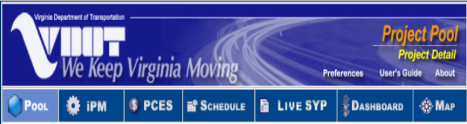 Virginia Department of Transportation
VDOT
We Keep Virginia Moving
Project Pool
Project Detail
Preferences User's Guide About
POOL iPM PCES SCHEDULE LIVE SYP DASHBOARD MAP